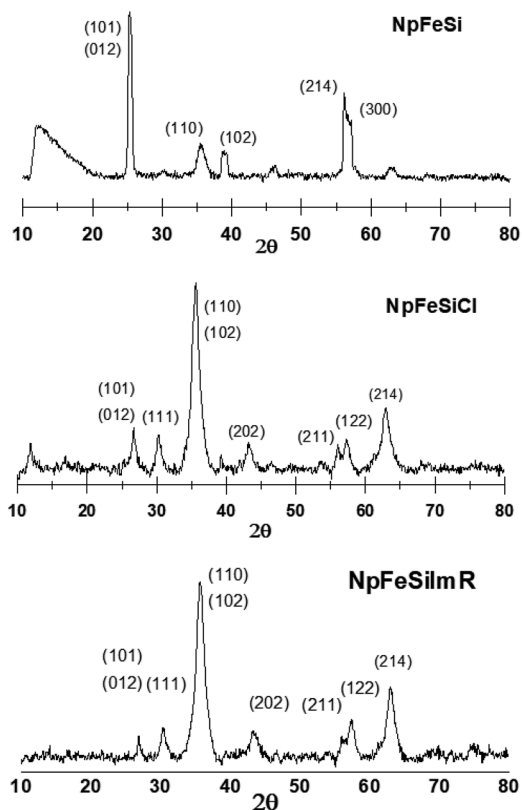 NpFeSi
(101)
(012)
(110)
(102)
(214)
(300)
10 20 30 40 50 60 70 80
2θ
NpFeSiCl
(110)
(102)
(101)
(012)
(111)
(202)
(211)
(122)
(214)
10 20 30 40 50 60 70 80
2θ
NpFeSiImR
(110)
(102)
(101)
(012)
(111)
(202)
(211)
(122)
(214)
10 20 30 40 50 60 70 80
2θ